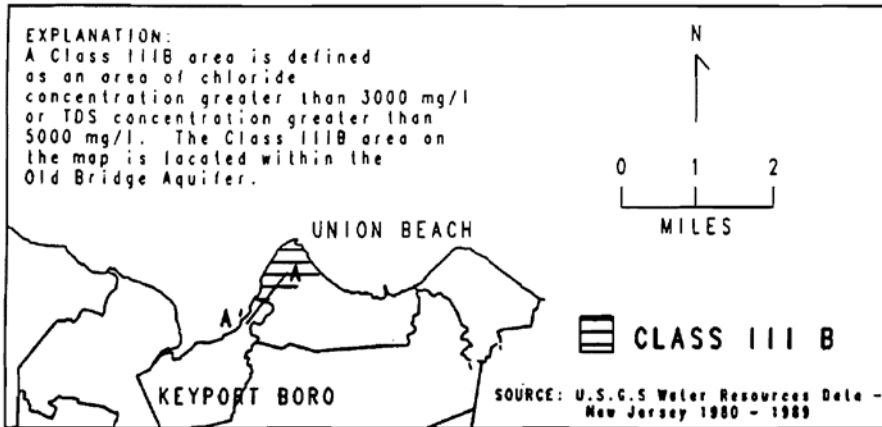 EXPLANATION:
A Class IIIB area is defined
as an area of chloride
concentration greater than 3000 mg/l
or TDS concentration greater than
5000 mg/l. The Class IIIB area on
the map is located within the
Old Bridge Aquifer.
N
0 1 2
MILES
UNION BEACH
A
A'
KEYPORT BORO
CLASS III B
SOURCE: U.S.G.S Water Resources Data -
New Jersey 1980 - 1989